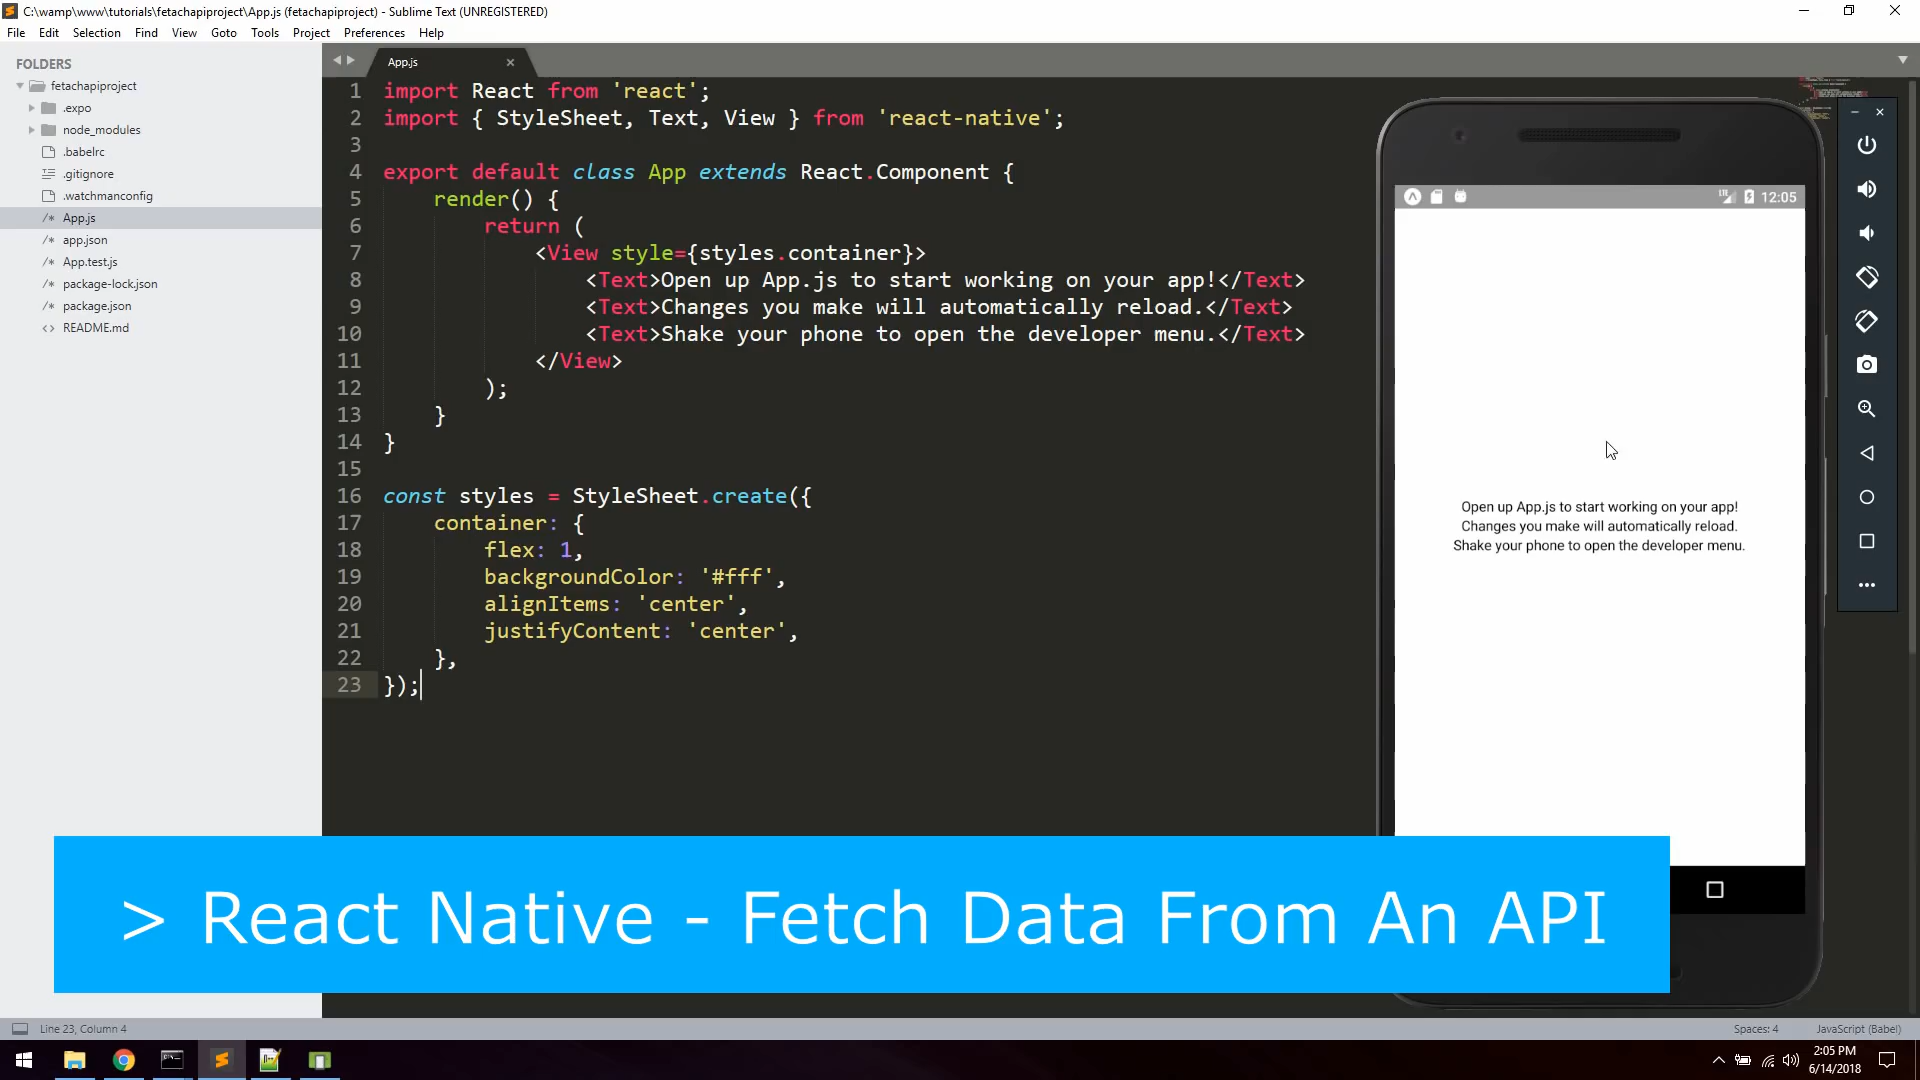 C:\wamp\www\tutorials\fetachapiproject\App.js (fetachapiproject) - Sublime Text (UNREGISTERED)
File Edit Selection Find View Goto Tools Project Preferences Help
FOLDERS
fetachapiproject
.expo
node_modules
.babelrc
.gitignore
.watchmanconfig
App.js
app.json
App.test.js
package-lock.json
package.json
README.md
App.js
1 import React from 'react';
2 import { StyleSheet, Text, View } from 'react-native';
3
4 export default class App extends React.Component {
5 render() {
6 return (
7 <View style={styles.container}>
8 <Text>Open up App.js to start working on your app!</Text>
9 <Text>Changes you make will automatically reload.</Text>
10 <Text>Shake your phone to open the developer menu.</Text>
11 </View>
12 );
13 }
14 }
15
16 const styles = StyleSheet.create({
17 container: {
18 flex: 1,
19 backgroundColor: '#fff',
20 alignItems: 'center',
21 justifyContent: 'center',
22 },
23 });
12:05
Open up App.js to start working on your app!
Changes you make will automatically reload.
Shake your phone to open the developer menu.
> React Native - Fetch Data From An API
Line 23, Column 4
Spaces: 4
JavaScript (Babel)
2:05 PM
6/14/2018